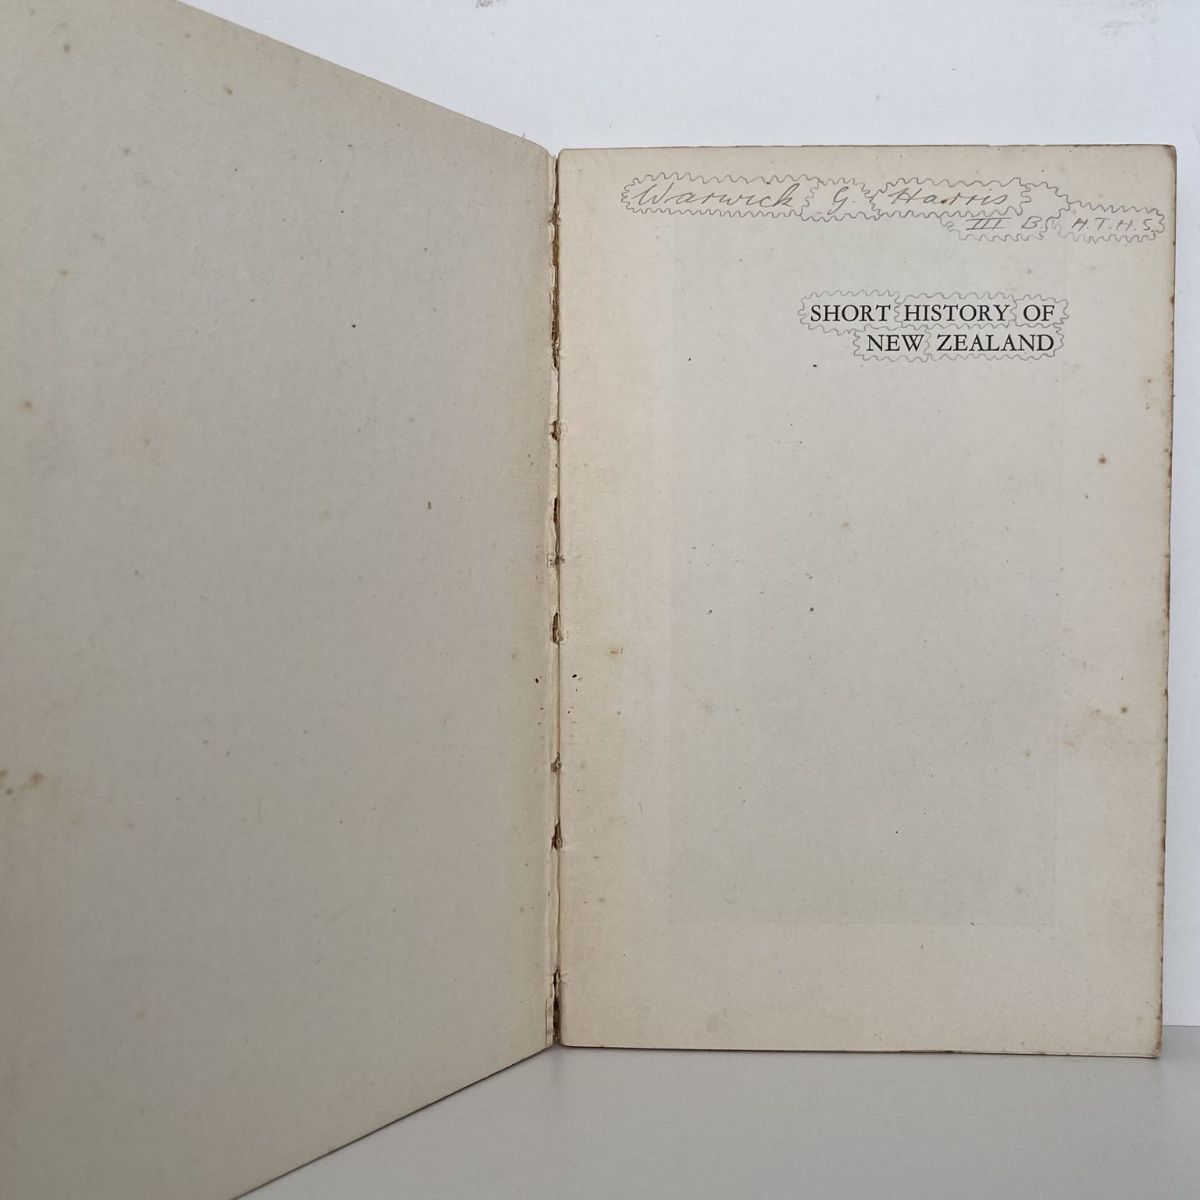 Warwick G. Harris
III B. H.T.H.S.
SHORT HISTORY OF
NEW ZEALAND